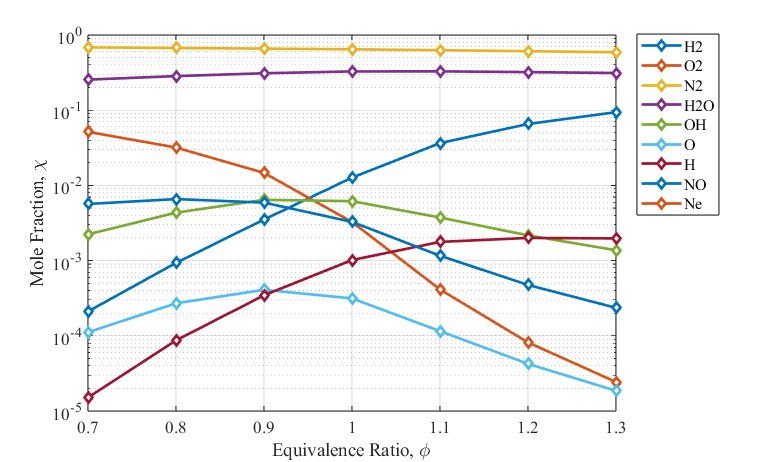 10^0
10^-1
10^-2
10^-3
10^-4
10^-5
Mole Fraction, χ
0.7 0.8 0.9 1 1.1 1.2 1.3
Equivalence Ratio, ϕ
H2
O2
N2
H2O
OH
O
H
NO
Ne